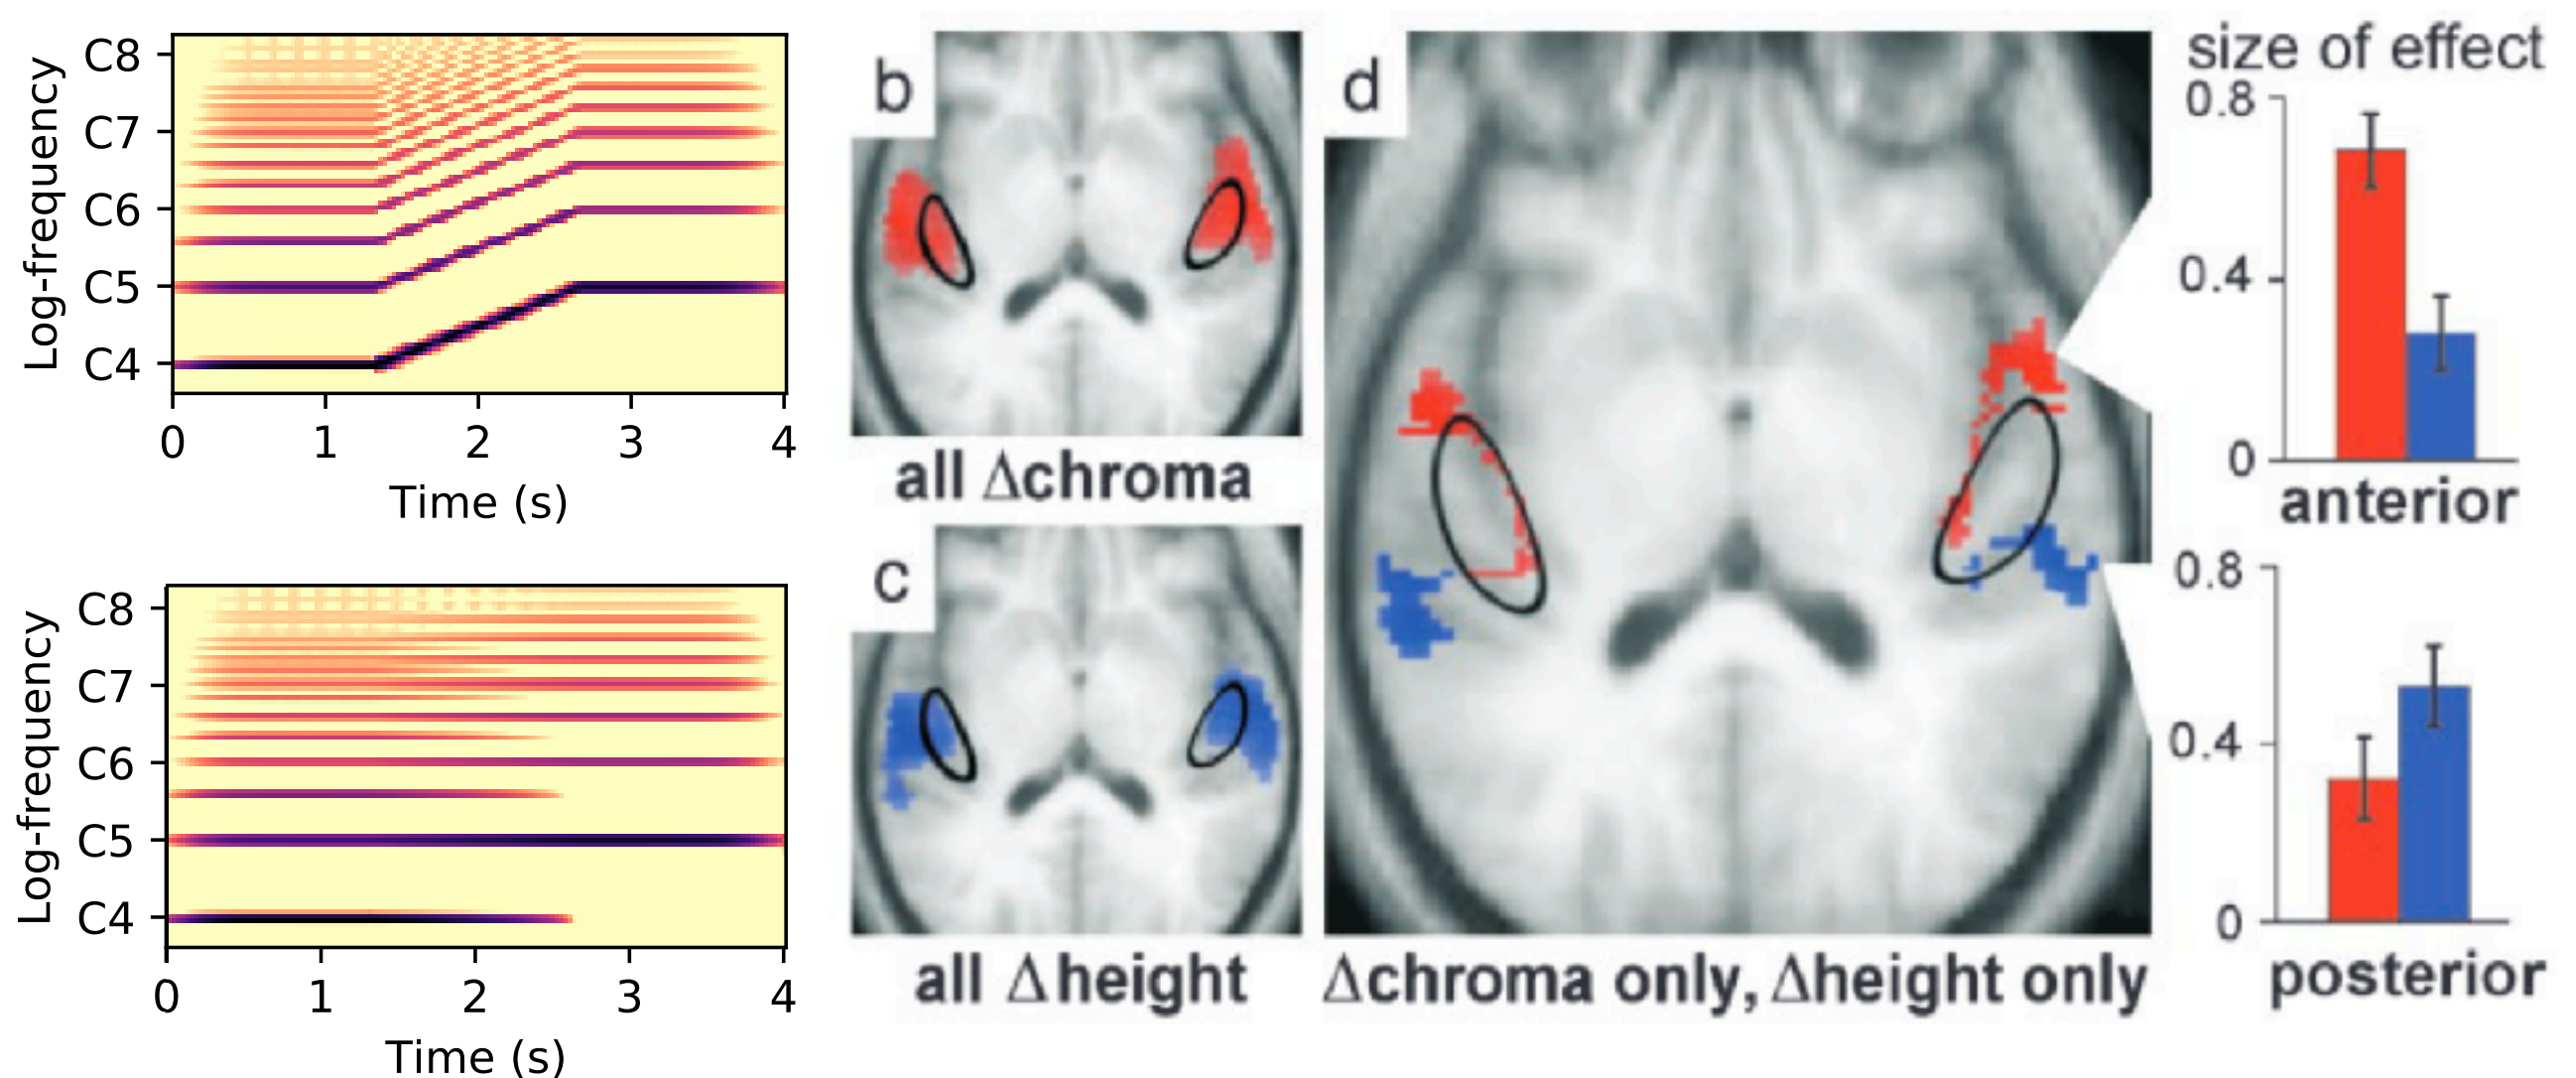 Log-frequency
C8
C7
C6
C5
C4
0 1 2 3 4
Time (s)
Log-frequency
C8
C7
C6
C5
C4
0 1 2 3 4
Time (s)
b
all Δchroma
c
all Δheight
d
Δchroma only, Δheight only
size of effect
0.8
0.4
0
anterior
0.8
0.4
0
posterior